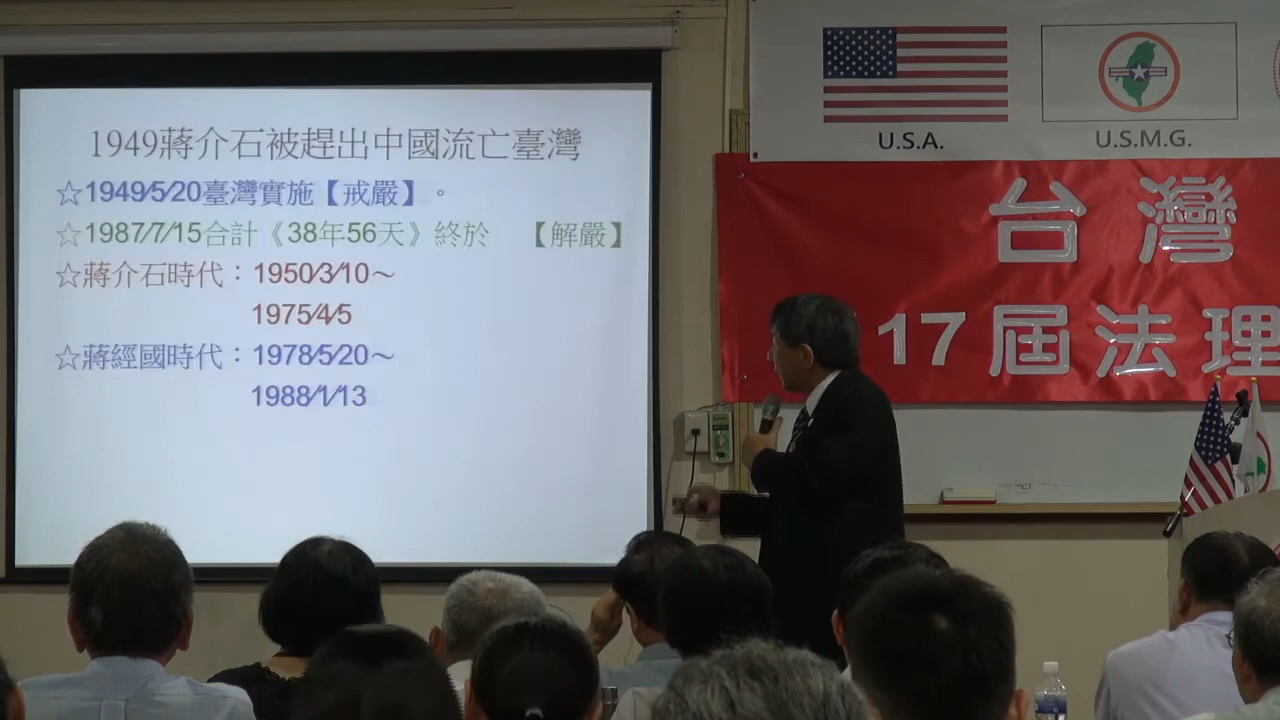 1949蔣介石被趕出中國流亡臺灣
☆1949/5/20臺灣實施【戒嚴】。
☆1987/7/15合計《38年56天》終於 【解嚴】
☆蔣介石時代：1950/3/10～
1975/4/5
☆蔣經國時代：1978/5/20～
1988/1/13
U.S.A.
U.S.M.G.
台灣
17屆法理